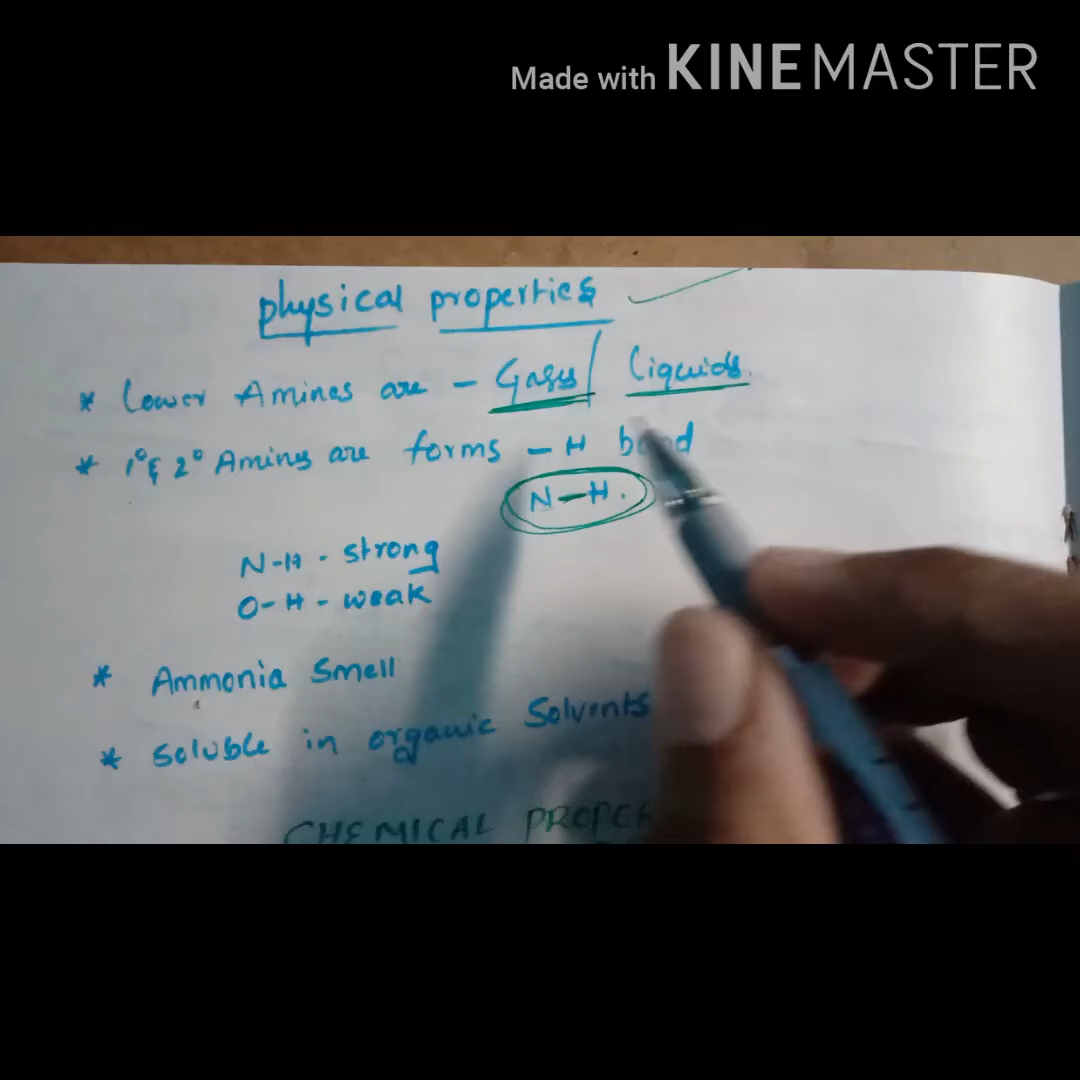 Made with KINEMASTER
physical properties
* Lower Amines are - Gases / Liquids.
* 1° & 2° Amines are forms - H bond
N-H.
N-H - strong
O-H - weak
* Ammonia Smell
* Soluble in organic Solvents
CHEMICAL PROPER